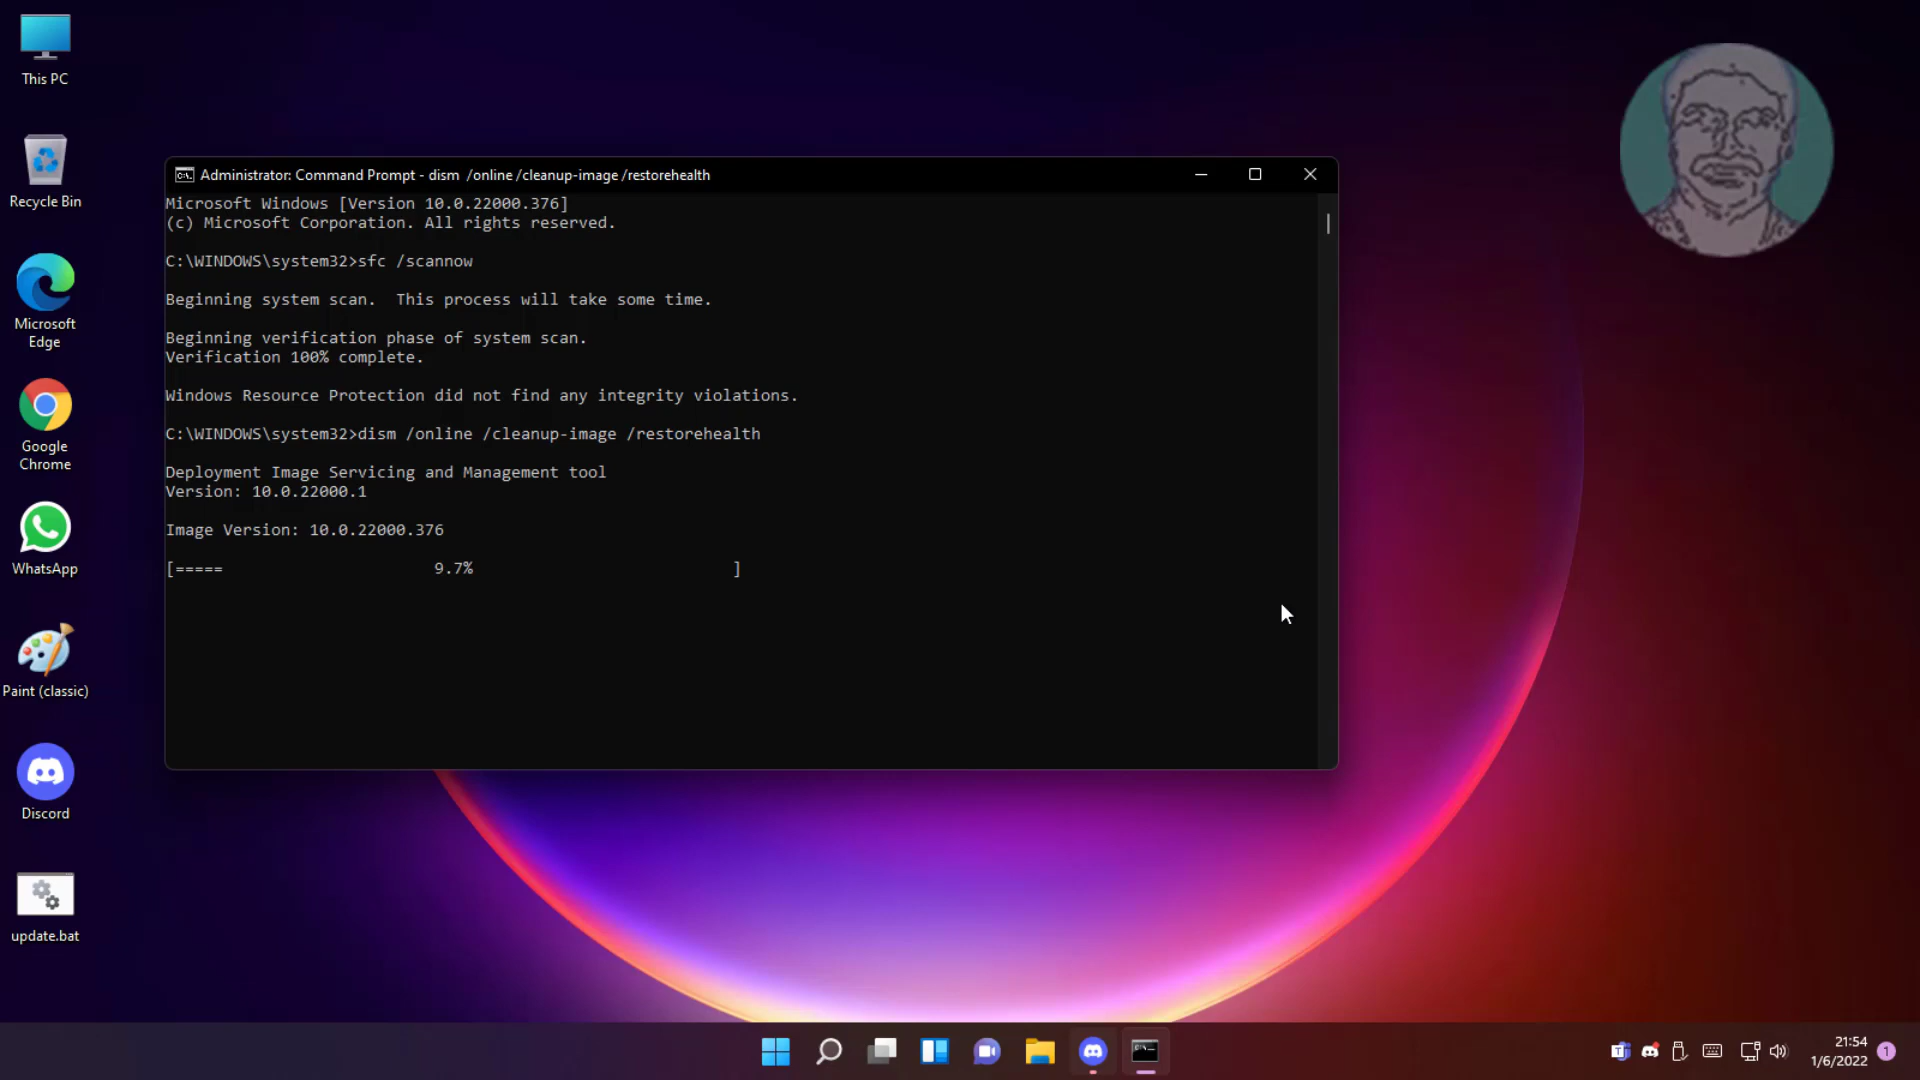 This PC
Recycle Bin
Microsoft
Edge
Google
Chrome
WhatsApp
Paint (classic)
Discord
update.bat
Administrator: Command Prompt - dism  /online /cleanup-image /restorehealth
Microsoft Windows [Version 10.0.22000.376]
(c) Microsoft Corporation. All rights reserved.
C:\WINDOWS\system32>sfc /scannow
Beginning system scan.  This process will take some time.
Beginning verification phase of system scan.
Verification 100% complete.
Windows Resource Protection did not find any integrity violations.
C:\WINDOWS\system32>dism /online /cleanup-image /restorehealth
Deployment Image Servicing and Management tool
Version: 10.0.22000.1
Image Version: 10.0.22000.376
[=====                      9.7%                           ]
21:54
1/6/2022
1